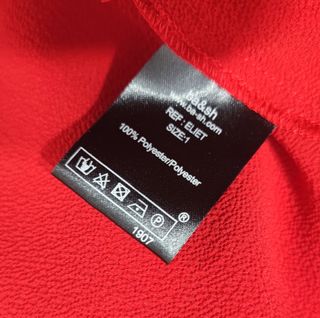 ba&sh
www.ba-sh.com
REF : ELIET
SIZE:1
100% Polyester/Polyester
P ®
1907